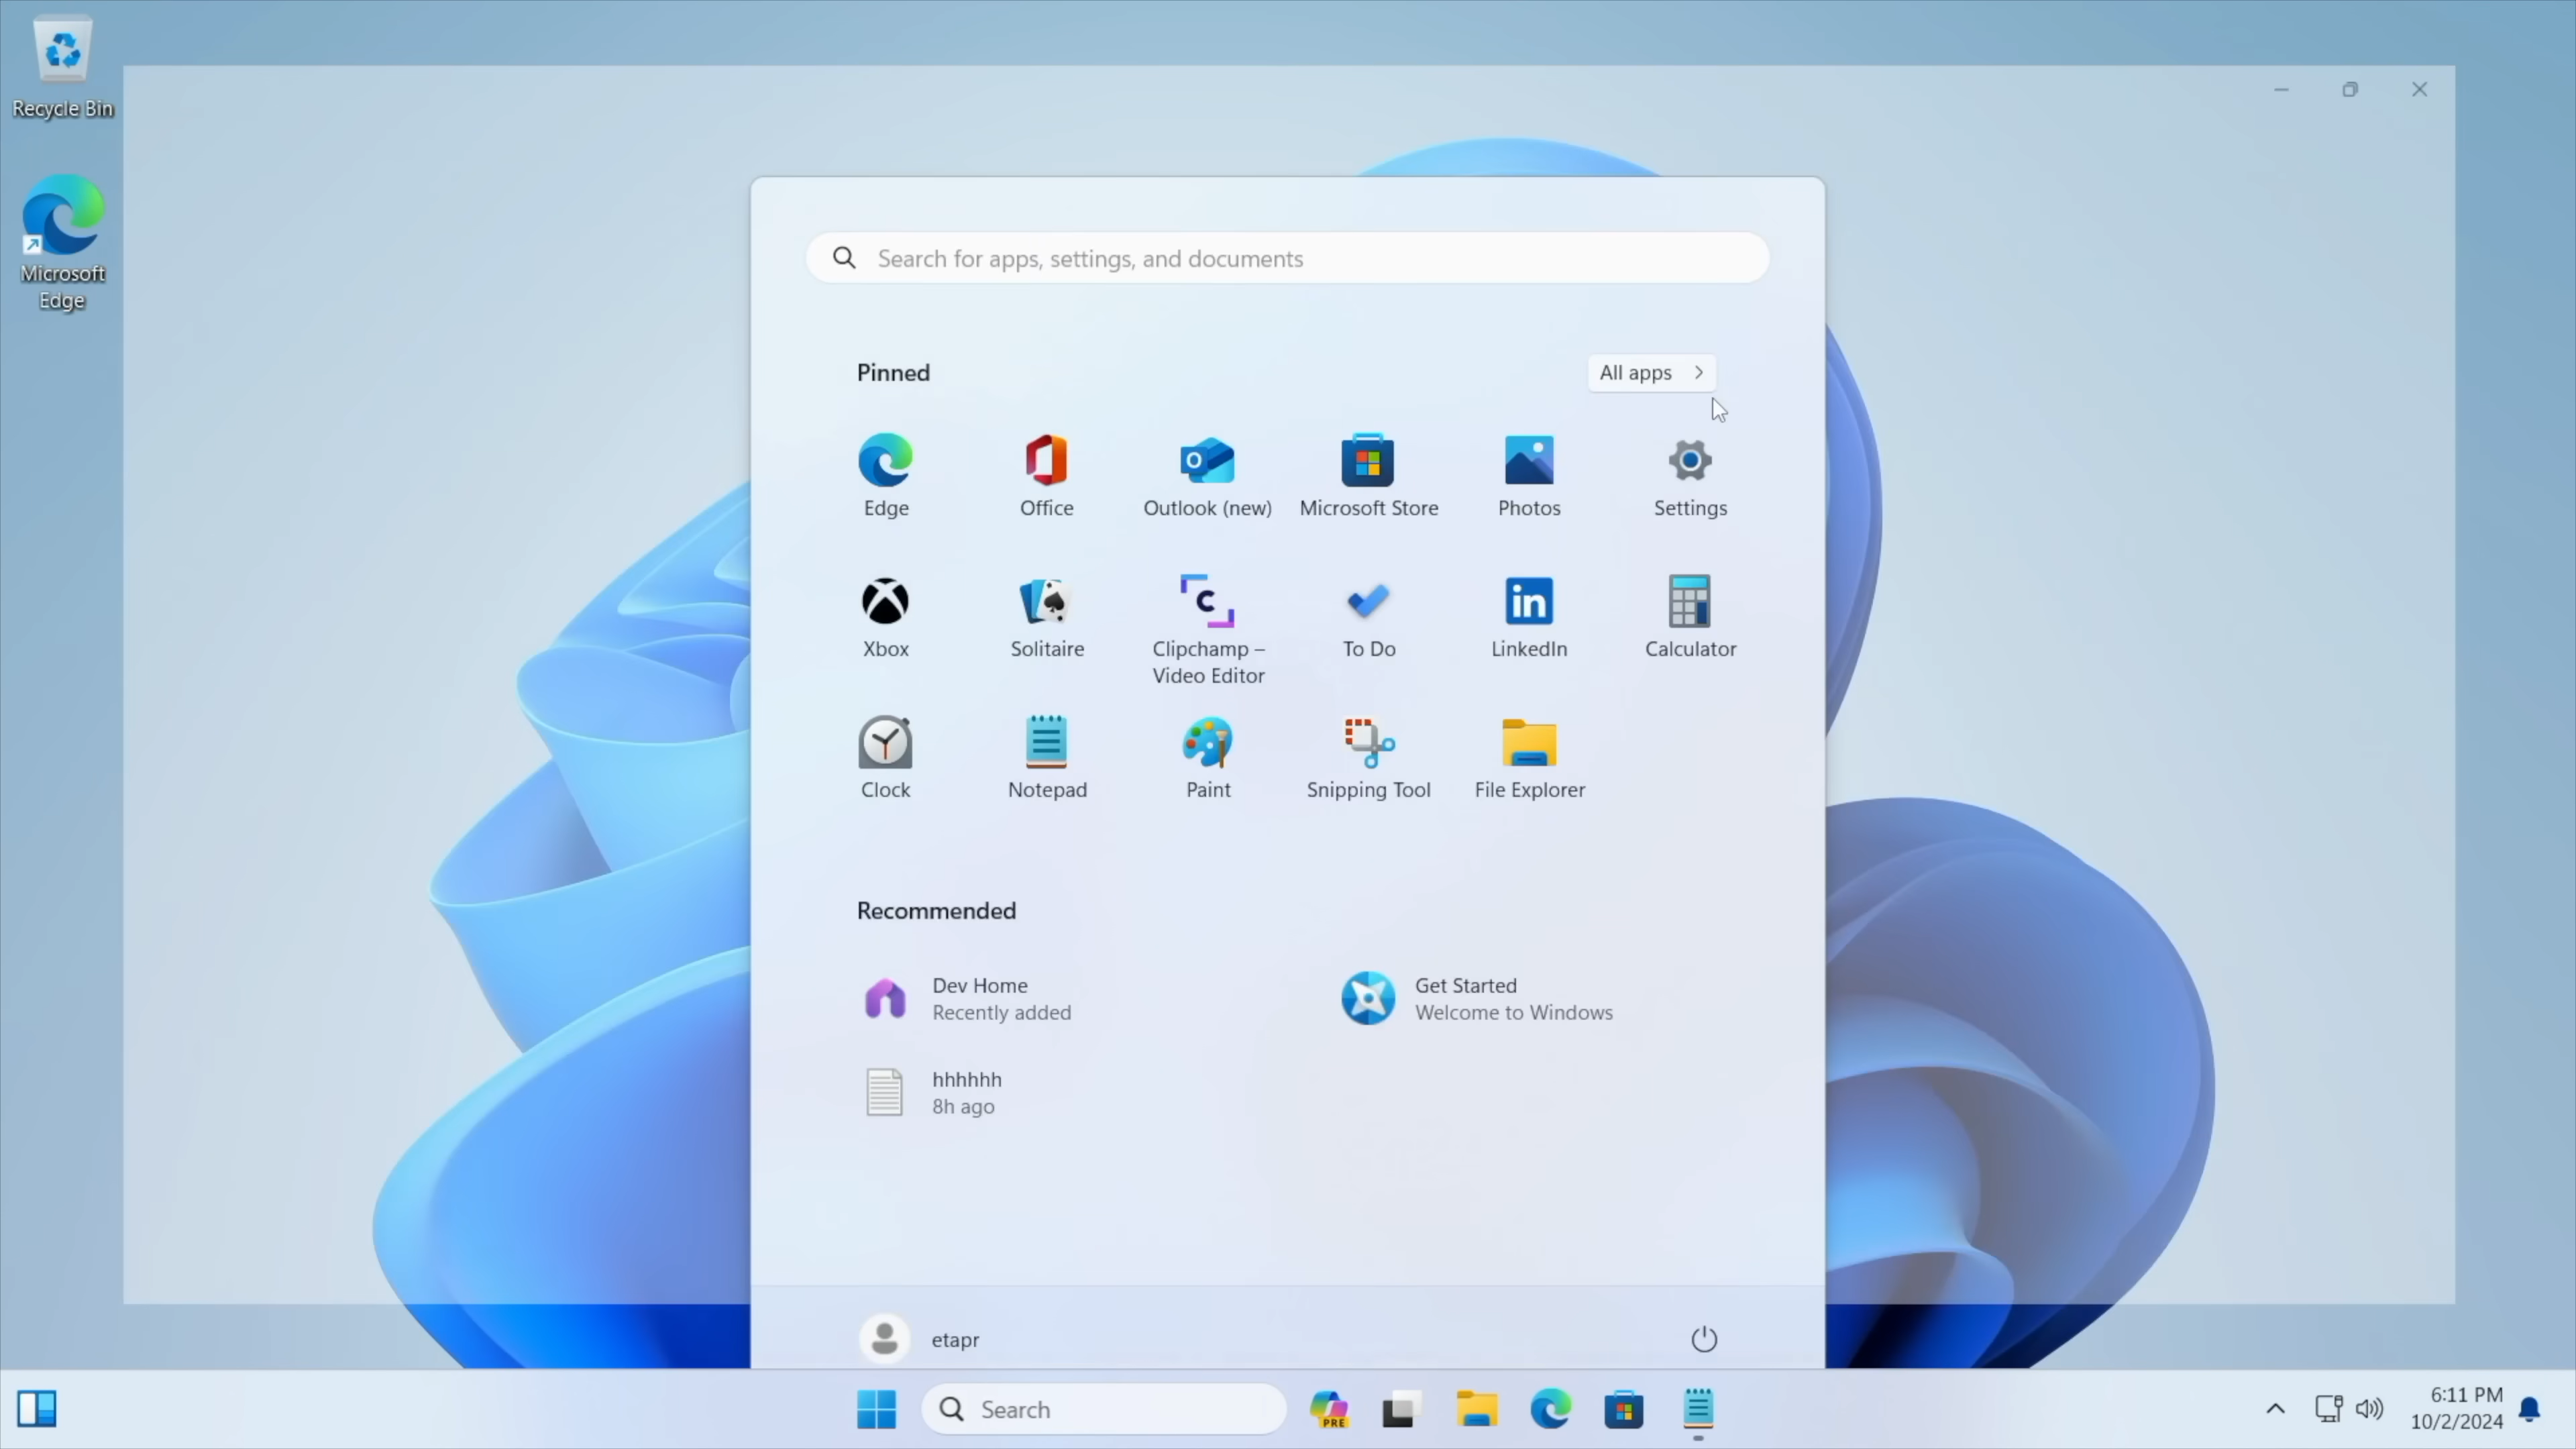 Recycle Bin
Microsoft
Edge
Search for apps, settings, and documents
Pinned
All apps
Edge
Office
Outlook (new)
Microsoft Store
Photos
Settings
Xbox
Solitaire
Clipchamp –
Video Editor
To Do
LinkedIn
Calculator
Clock
Notepad
Paint
Snipping Tool
File Explorer
Recommended
Dev Home
Recently added
Get Started
Welcome to Windows
hhhhhh
8h ago
etapr
Search
PRE
6:11 PM
10/2/2024